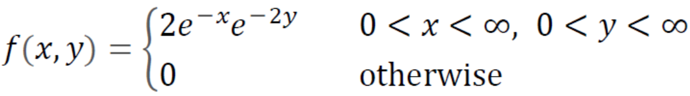 f(x, y) = { 2e^{-x}e^{-2y} 0 < x < ∞, 0 < y < ∞
0 otherwise